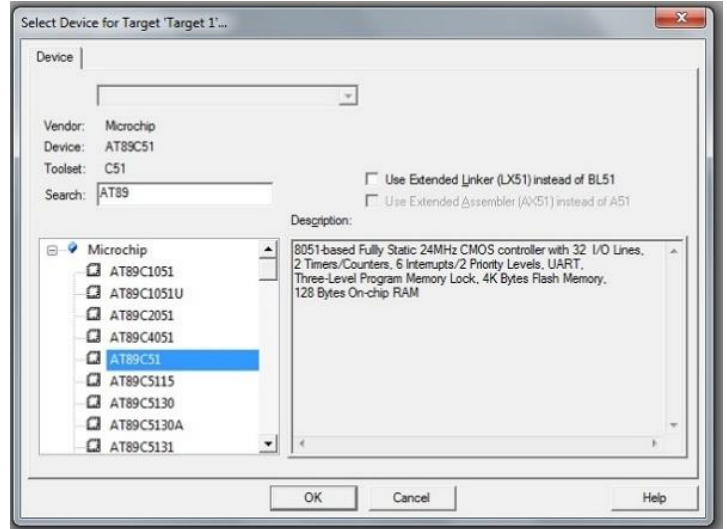 Select Device for Target 'Target 1'...
Device
Vendor: Microchip
Device: AT89C51
Toolset: C51
Search: AT89
Use Extended Linker (LX51) instead of BL51
Use Extended Assembler (AX51) instead of A51
Description:
Microchip
AT89C1051
AT89C1051U
AT89C2051
AT89C4051
AT89C51
AT89C5115
AT89C5130
AT89C5130A
AT89C5131
8051-based Fullly Static 24MHz CMOS controller with 32 I/O Lines,
2 Timers/Counters, 6 Interrupts/2 Priority Levels, UART,
Three-Level Program Memory Lock, 4K Bytes Flash Memory,
128 Bytes On-chip RAM
OK
Cancel
Help